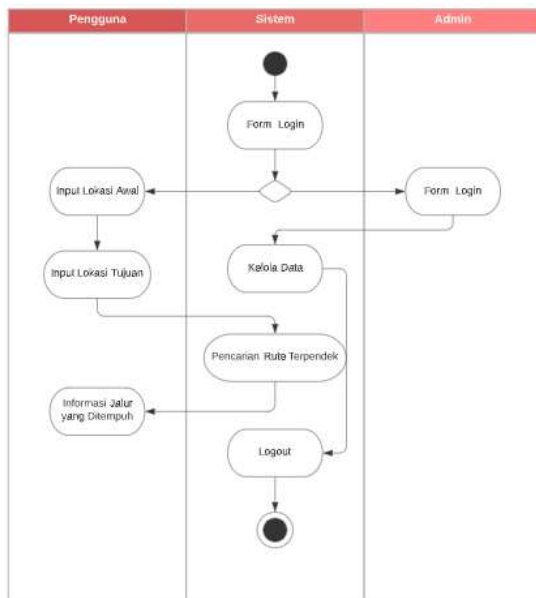 Pengguna
Sistem
Admin
Form Login
Input Lokasi Awal
Form Login
Input Lokasi Tujuan
Kelola Data
Pencarian Rute Terpendek
Informasi Jalur
yang Ditempuh
Logout